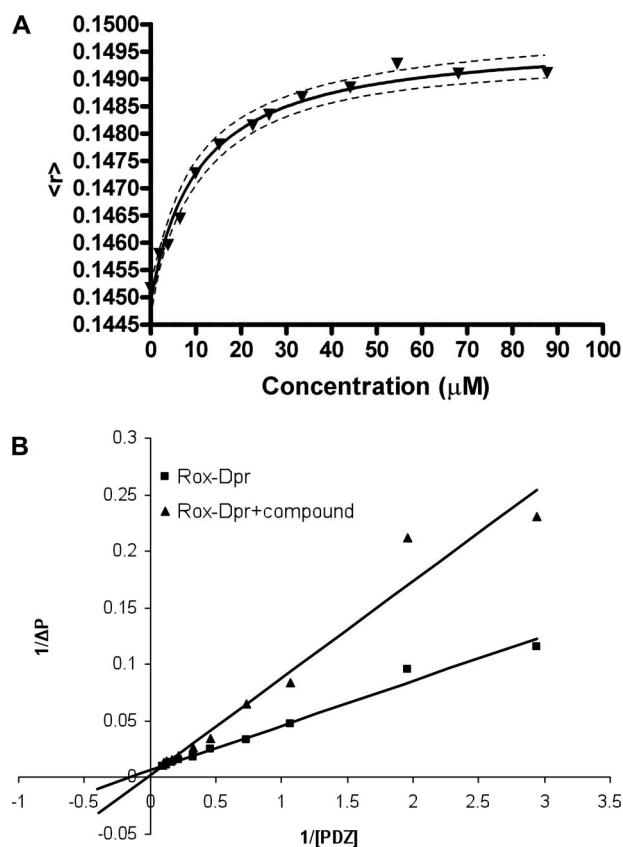 A
0.1500
0.1495
0.1490
0.1485
0.1480
0.1475
0.1470
0.1465
0.1460
0.1455
0.1450
0.1445
<r>
0 10 20 30 40 50 60 70 80 90 100
Concentration (μM)
B
0.3
0.25
0.2
0.15
0.1
0.05
0
-0.05
1/ΔP
Rox-Dpr
Rox-Dpr+compound
-1 -0.5 0 0.5 1 1.5 2 2.5 3 3.5
1/[PDZ]